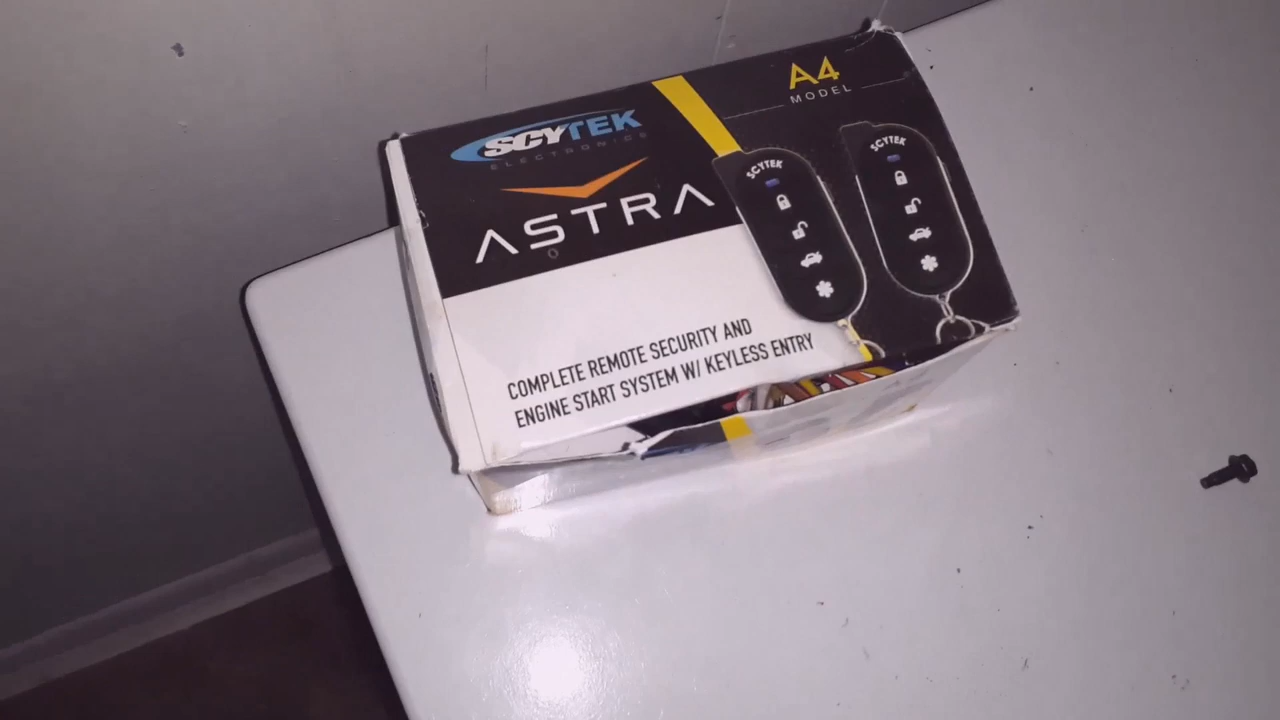 SCYTEK
ELECTRONICS
ASTRA
A4
MODEL
SCYTEK
SCYTEK
COMPLETE REMOTE SECURITY AND
ENGINE START SYSTEM W/ KEYLESS ENTRY